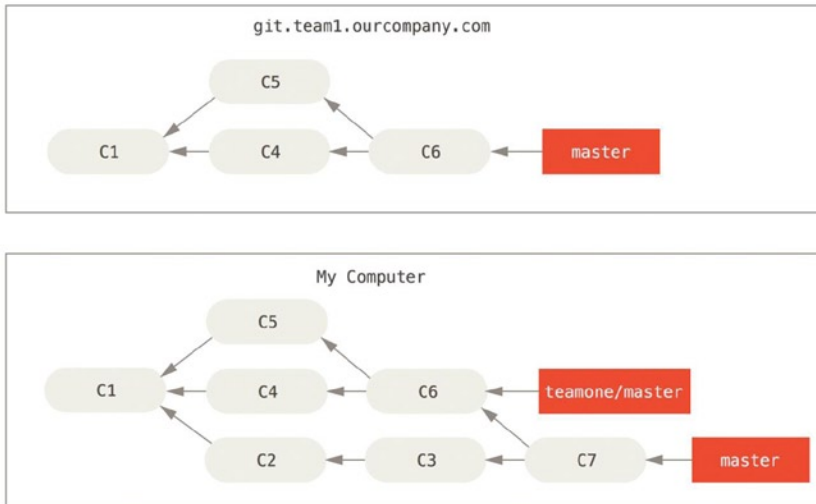 git.team1.ourcompany.com
C5
C1
C4
C6
master
My Computer
C5
C1
C4
C6
teamone/master
C2
C3
C7
master